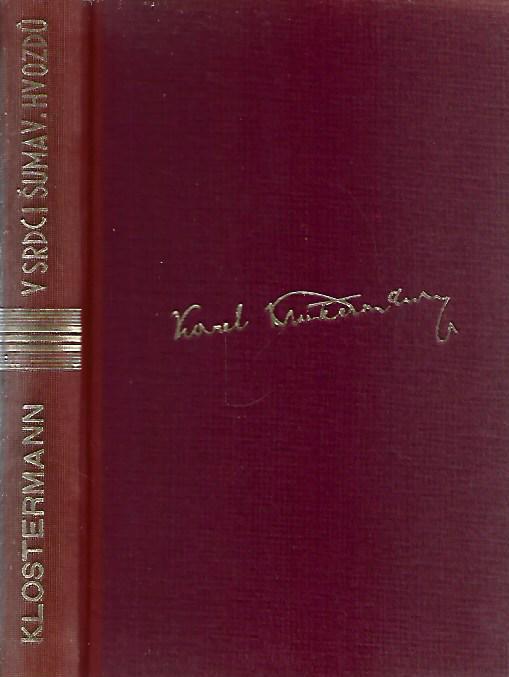 KLOSTERMANN
V SRDCI ŠUMAV. HVOZDŮ
Karel Klostermann